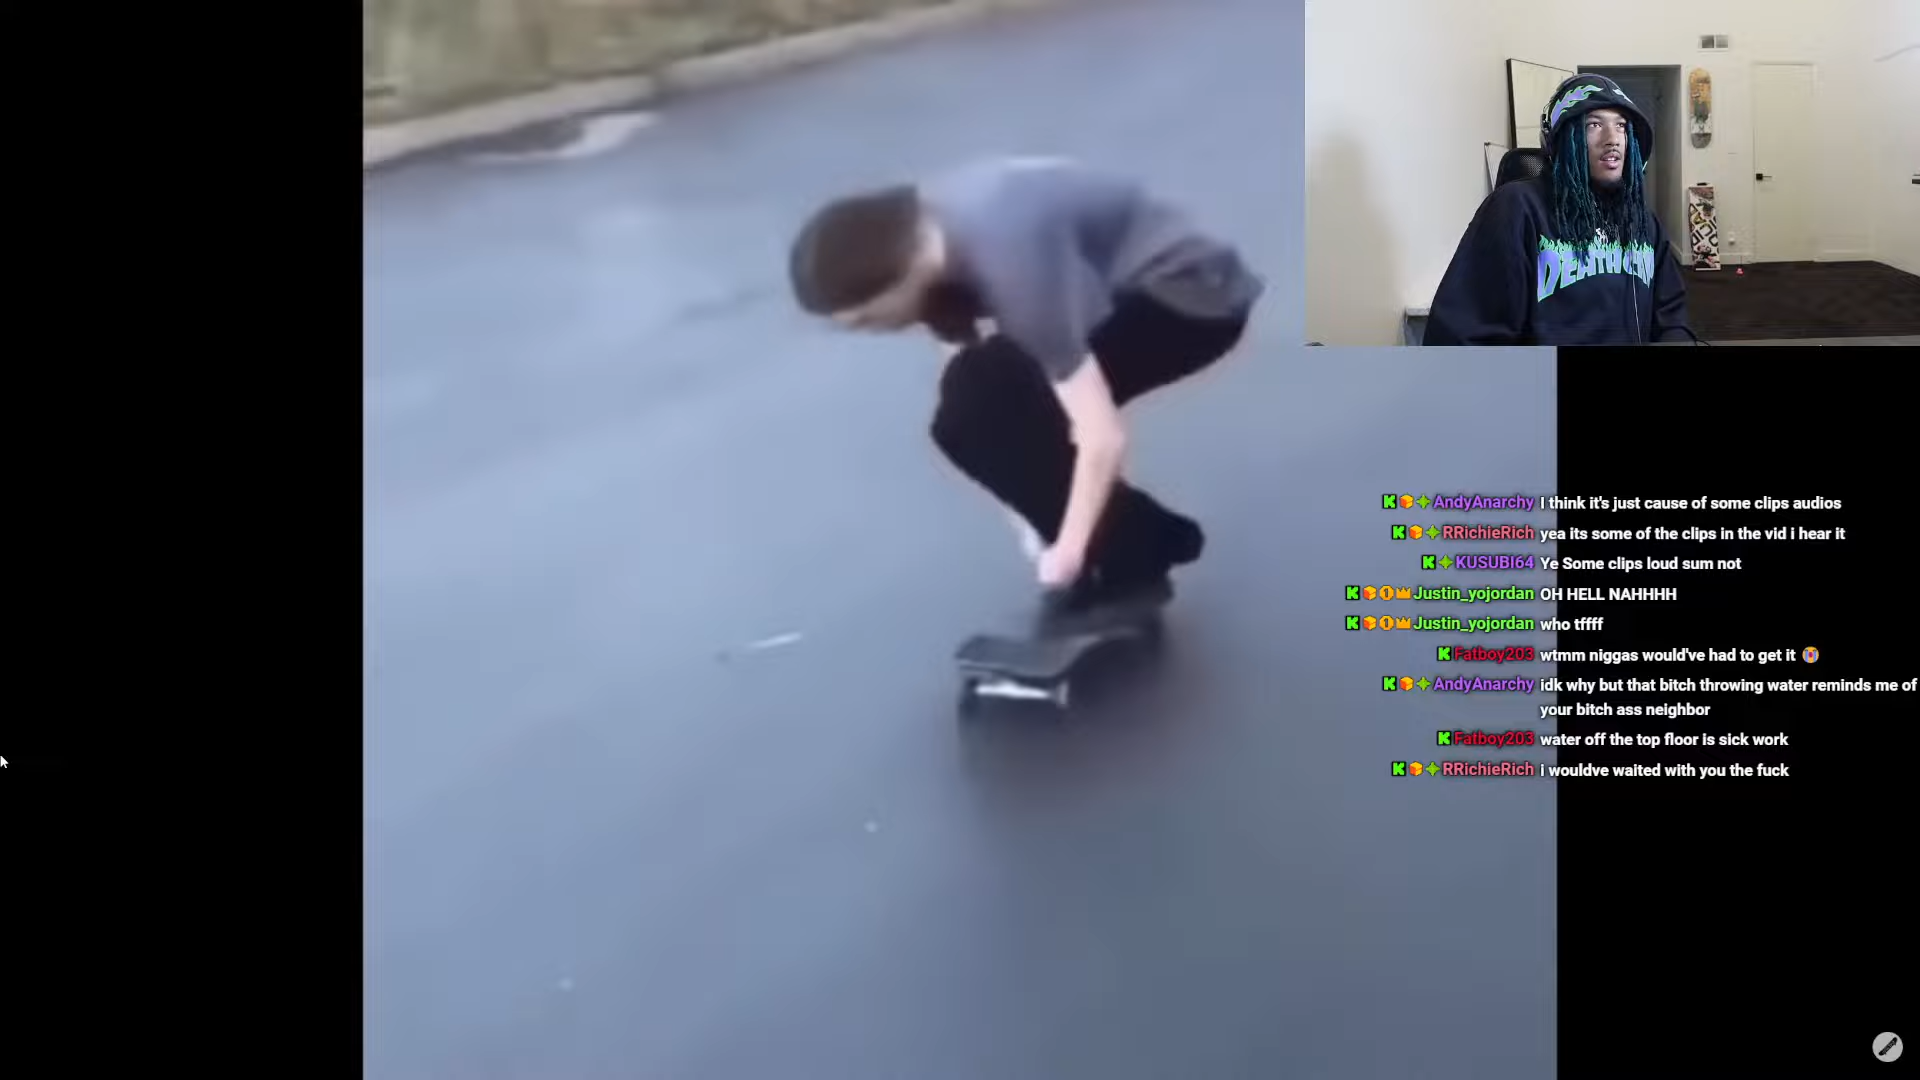 AndyAnarchy I think it's just cause of some clips audios
RRichieRich yea its some of the clips in the vid i hear it
KUSUBI64 Ye Some clips loud sum not
Justin_yojordan OH HELL NAHHHH
Justin_yojordan who tffff
Fatboy203 wtmm niggas would've had to get it 😭
AndyAnarchy idk why but that bitch throwing water reminds me of
your bitch ass neighbor
Fatboy203 water off the top floor is sick work
RRichieRich i wouldve waited with you the fuck